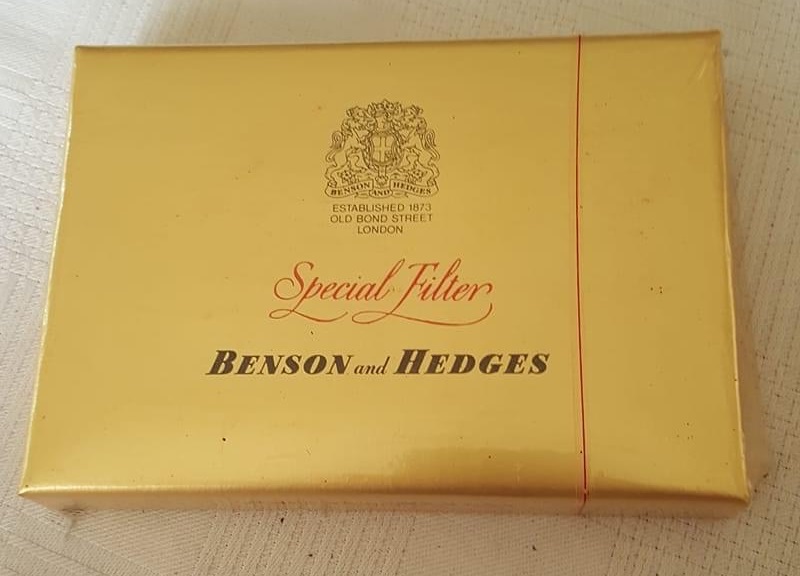 BENSON AND HEDGES
ESTABLISHED 1873
OLD BOND STREET
LONDON
Special Filter
BENSON and HEDGES